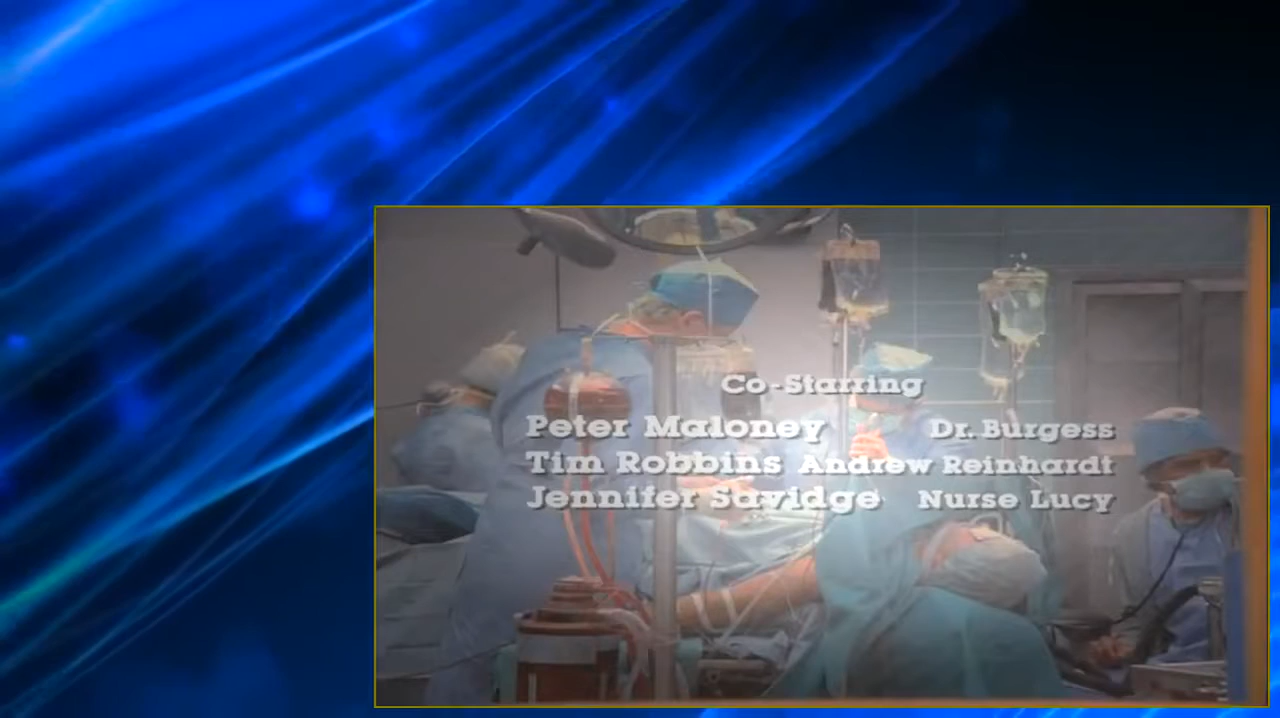 Co-Starring
Peter Maloney Dr. Burgess
Tim Robbins Andrew Reinhardt
Jennifer Savidge Nurse Lucy